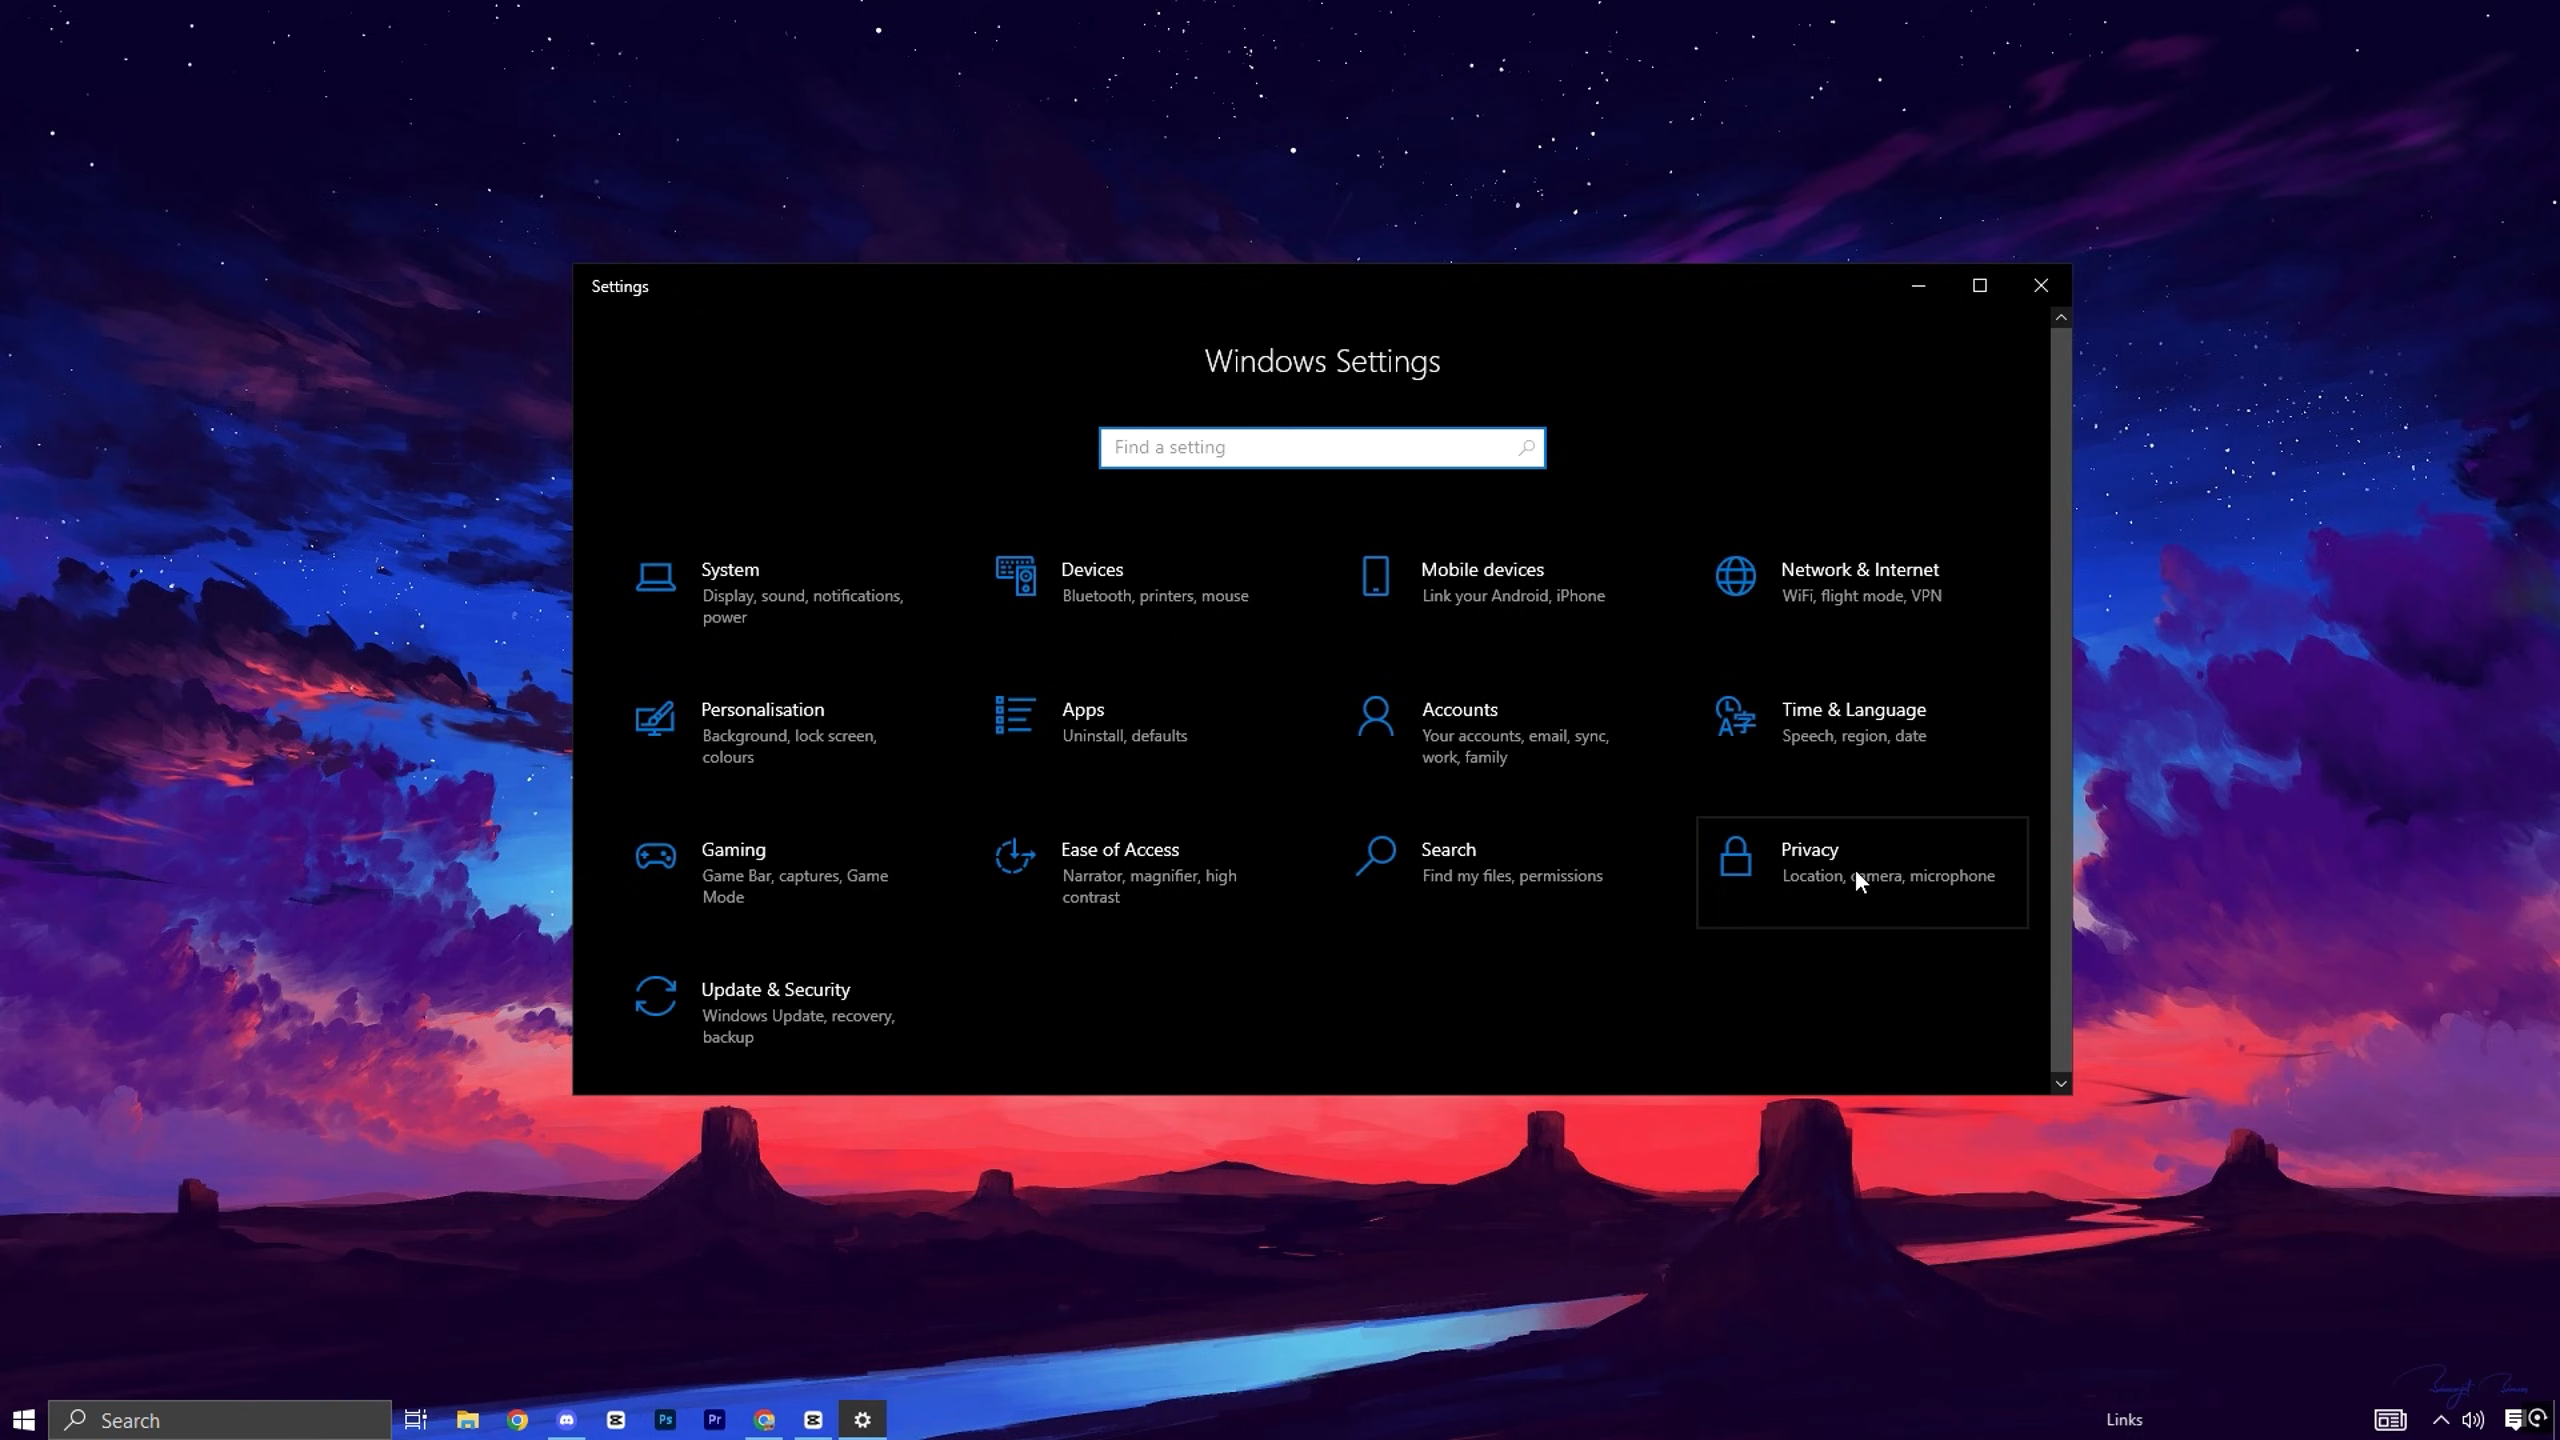 Settings
Windows Settings
Find a setting
System
Display, sound, notifications,
power
Devices
Bluetooth, printers, mouse
Mobile devices
Link your Android, iPhone
Network & Internet
WiFi, flight mode, VPN
Personalisation
Background, lock screen,
colours
Apps
Uninstall, defaults
Accounts
Your accounts, email, sync,
work, family
Time & Language
Speech, region, date
Gaming
Game Bar, captures, Game
Mode
Ease of Access
Narrator, magnifier, high
contrast
Search
Find my files, permissions
Privacy
Location, camera, microphone
Update & Security
Windows Update, recovery,
backup
Search
Ps
Pr
Links